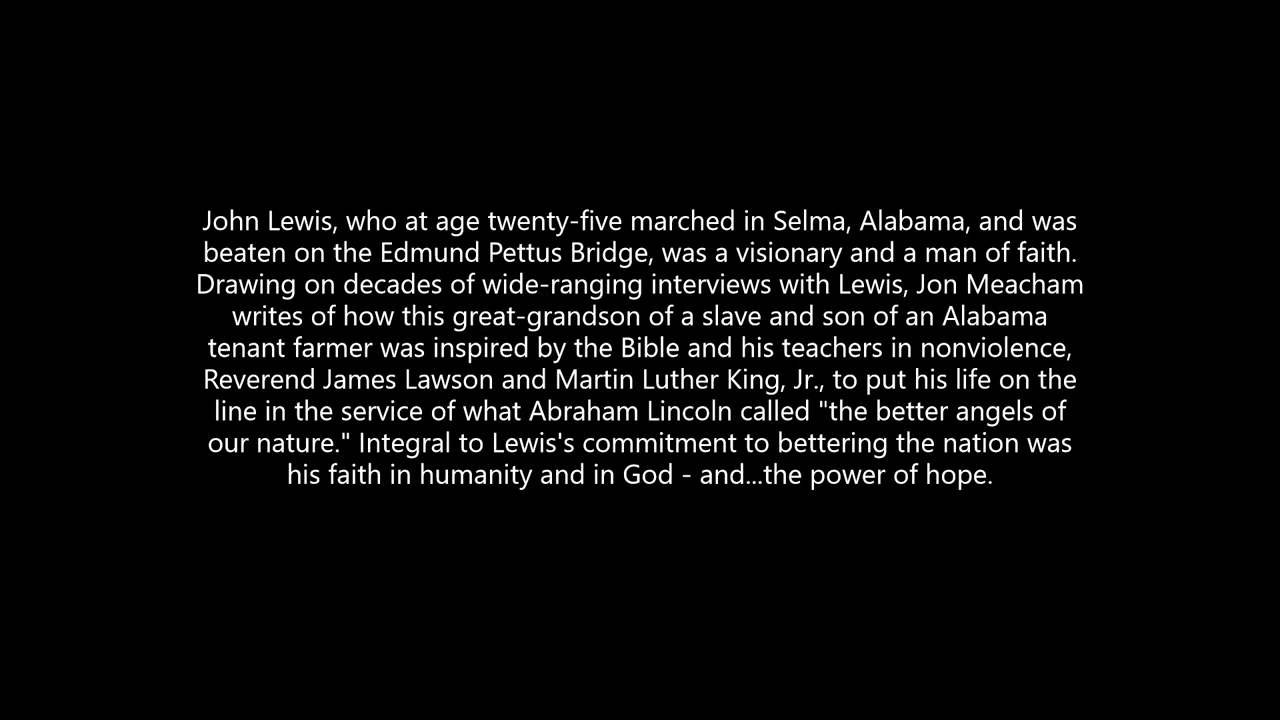 John Lewis, who at age twenty-five marched in Selma, Alabama, and was
beaten on the Edmund Pettus Bridge, was a visionary and a man of faith.
Drawing on decades of wide-ranging interviews with Lewis, Jon Meacham
writes of how this great-grandson of a slave and son of an Alabama
tenant farmer was inspired by the Bible and his teachers in nonviolence,
Reverend James Lawson and Martin Luther King, Jr., to put his life on the
line in the service of what Abraham Lincoln called "the better angels of
our nature." Integral to Lewis's commitment to bettering the nation was
his faith in humanity and in God - and...the power of hope.